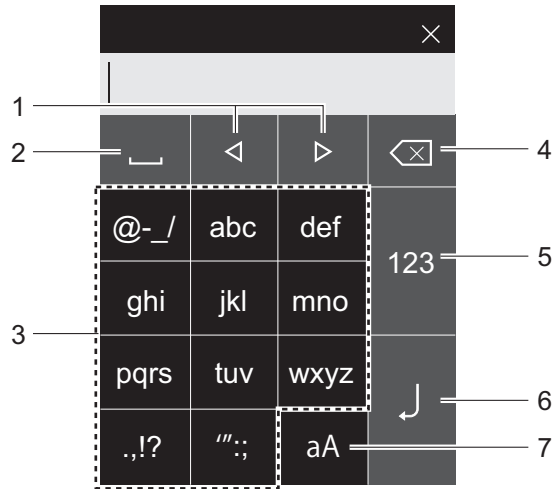 1
2
4
@-_/ abc def
123 5
ghi jkl mno
3
pqrs tuv wxyz
6
.,!? ‘”:; aA
7